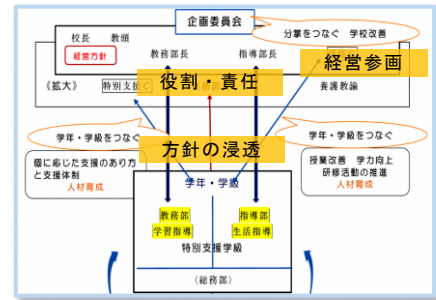 企画委員会
分掌をつなぐ 学校改善
校長 教頭
経営方針
教務部長 指導部長
経営参画
役割・責任
《拡大》 特別支援C 養護教諭
学年・学級をつなぐ
方針の浸透
学年・学級をつなぐ
個に応じた支援のあり方
と支援体制
人材育成
授業改善 学力向上
研修活動の推進
人材育成
学年・学級
教務部
学習指導
指導部
生活指導
特別支援学級
(総務部)